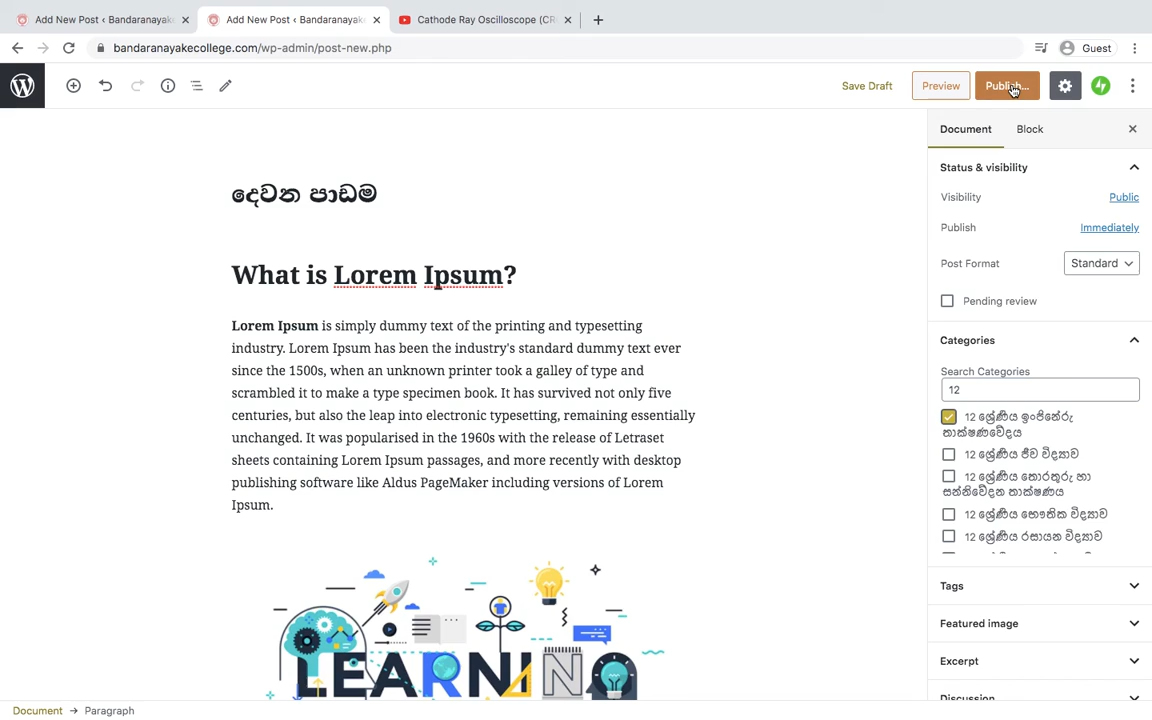 Add New Post ‹ Bandaranayake
Add New Post ‹ Bandaranayake
Cathode Ray Oscilloscope (CR
bandaranayakecollege.com/wp-admin/post-new.php
Guest
Save Draft
Preview
Publish...
Document
Block
Status & visibility
Visibility
Public
Publish
Immediately
Post Format
Standard
Pending review
Categories
Search Categories
12
12 ශ්‍රේණිය ඉංජිනේරු
තාක්ෂණවේදය
12 ශ්‍රේණිය ජීව විද්‍යාව
12 ශ්‍රේණිය තොරතුරු හා
සන්නිවේදන තාක්ෂණය
12 ශ්‍රේණිය භෞතික විද්‍යාව
12 ශ්‍රේණිය රසායන විද්‍යාව
Tags
Featured image
Excerpt
Discussion
දෙවන පාඩම
What is Lorem Ipsum?
Lorem Ipsum is simply dummy text of the printing and typesetting
industry. Lorem Ipsum has been the industry's standard dummy text ever
since the 1500s, when an unknown printer took a galley of type and
scrambled it to make a type specimen book. It has survived not only five
centuries, but also the leap into electronic typesetting, remaining essentially
unchanged. It was popularised in the 1960s with the release of Letraset
sheets containing Lorem Ipsum passages, and more recently with desktop
publishing software like Aldus PageMaker including versions of Lorem
Ipsum.
LEARNING
Document → Paragraph